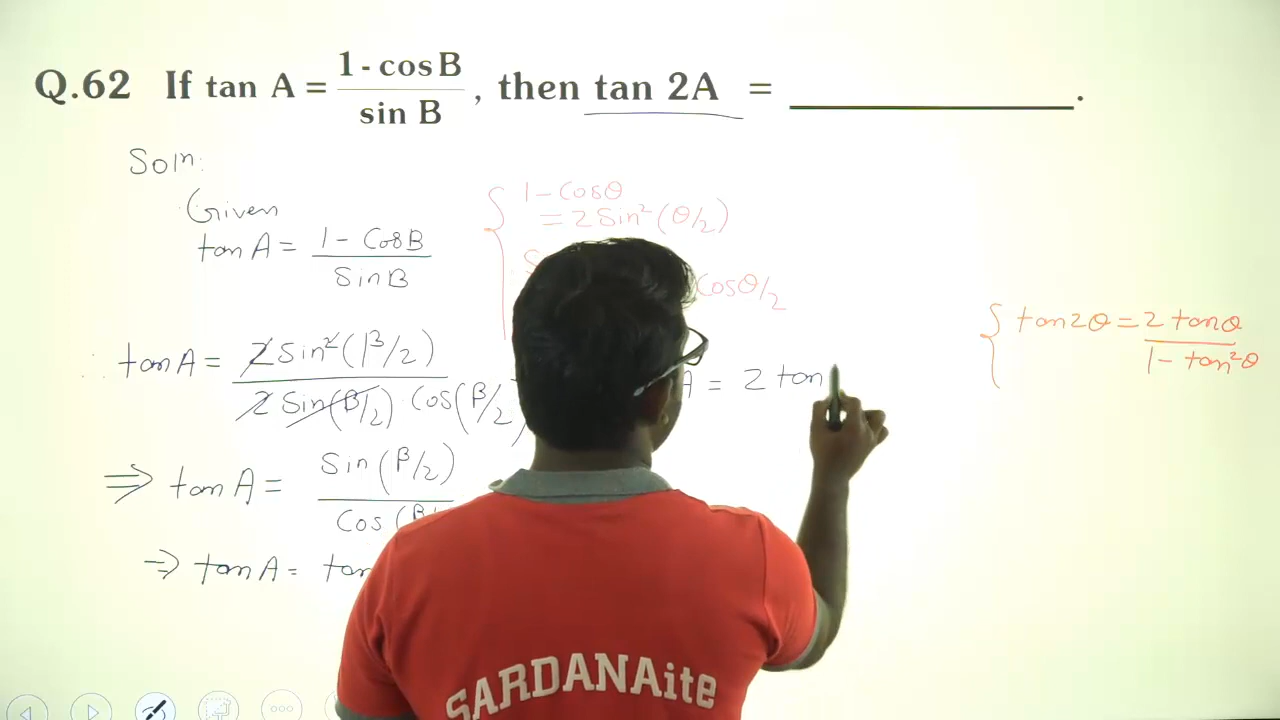 Q.62 If tan A = (1 - cos B) / (sin B), then tan 2A = ____________.
Soln:
Given
tan A = (1 - Cos B) / (Sin B)
tan A = 2 Sin² (B/2) / 2 Sin (B/2) . Cos (B/2)
⇒ tan A = Sin (B/2) / Cos (B/
⇒ tan A = tan
1 - Cos θ
= 2 Sin² (θ/2)
Cos θ/2
A = 2 tan
tan 2θ = 2 tan θ / 1 - tan² θ
SARDANAite